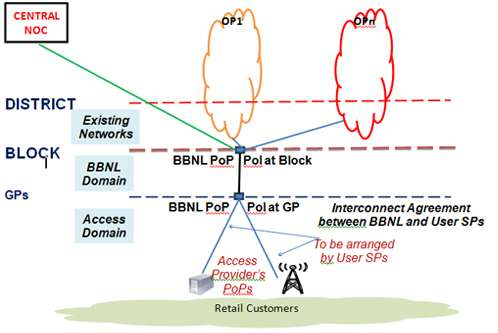 CENTRAL
NOC
OP1
OPn
DISTRICT
Existing
Networks
BLOCK
BBNL PoP PoI at Block
BBNL
Domain
GPs
BBNL PoP PoI at GP
Interconnect Agreement
between BBNL and User SPs
Access
Domain
To be arranged
by User SPs
Access
Provider's
PoPs
Retail Customers